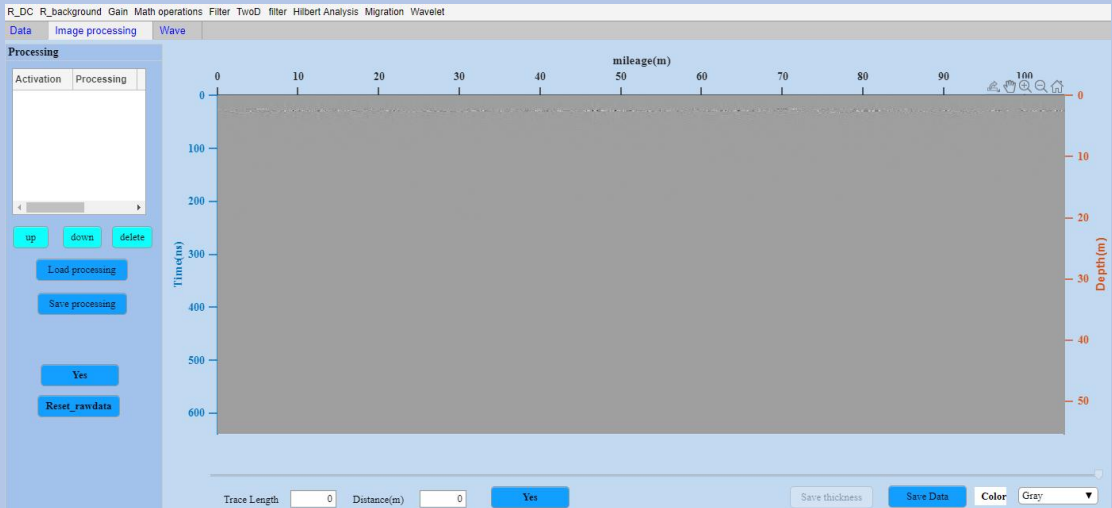 R_DC R_background Gain Math operations Filter TwoD filter Hilbert Analysis Migration Wavelet
Data Image processing Wave
Processing
Activation Processing
up down delete
Load processing
Save processing
Yes
Reset_rawdata
mileage(m)
0 10 20 30 40 50 60 70 80 90 100
Time(ns)
0
100
200
300
400
500
600
0
10
20
30
40
50
Depth(m)
Trace Length 0 Distance(m) 0 Yes Save thickness Save Data Color Gray